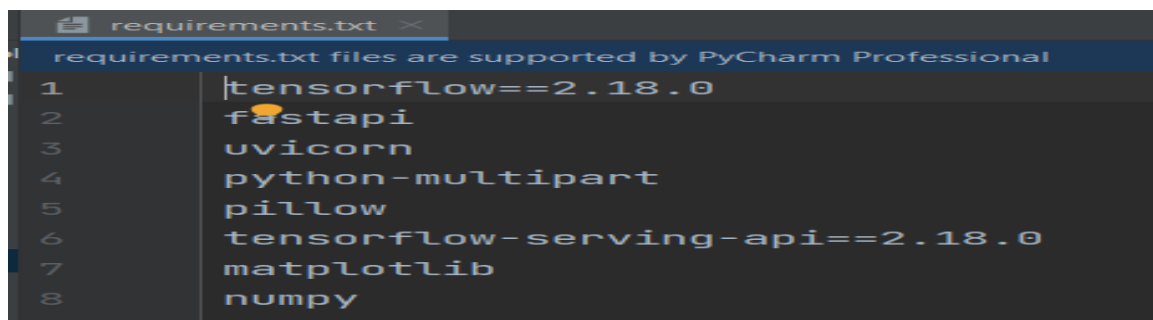 requirements.txt
requirements.txt files are supported by PyCharm Professional
1 tensorflow==2.18.0
2 fastapi
3 uvicorn
4 python-multipart
5 pillow
6 tensorflow-serving-api==2.18.0
7 matplotlib
8 numpy